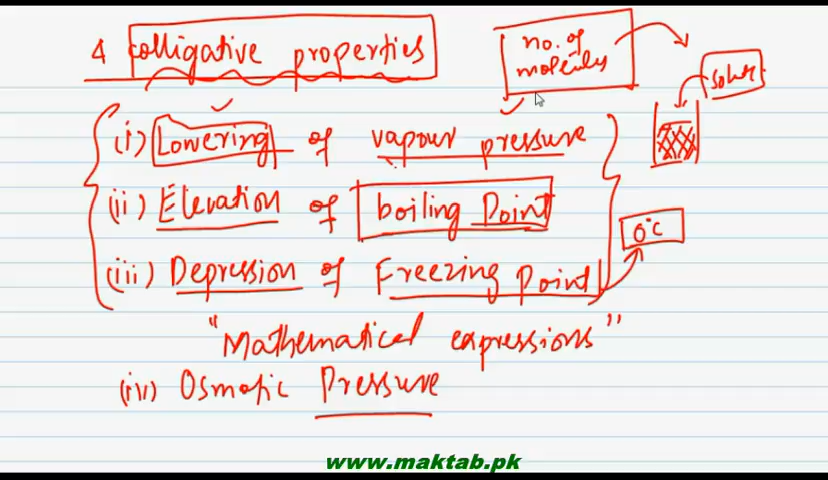 4 colligative properties
no. of
molecules
solute
(i) Lowering of vapour pressure
(ii) Elevation of boiling Point
0°C
(iii) Depression of Freezing Point
"Mathematical expressions"
(iv) Osmotic Pressure
www.maktab.pk